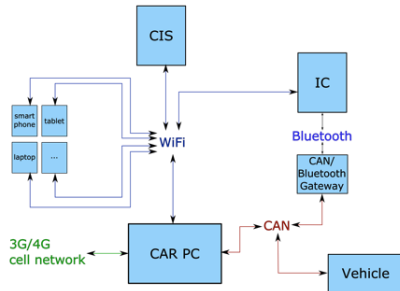 CIS
IC
smart
phone
tablet
WiFi
Bluetooth
laptop
...
CAN/
Bluetooth
Gateway
CAN
3G/4G
cell network
CAR PC
Vehicle